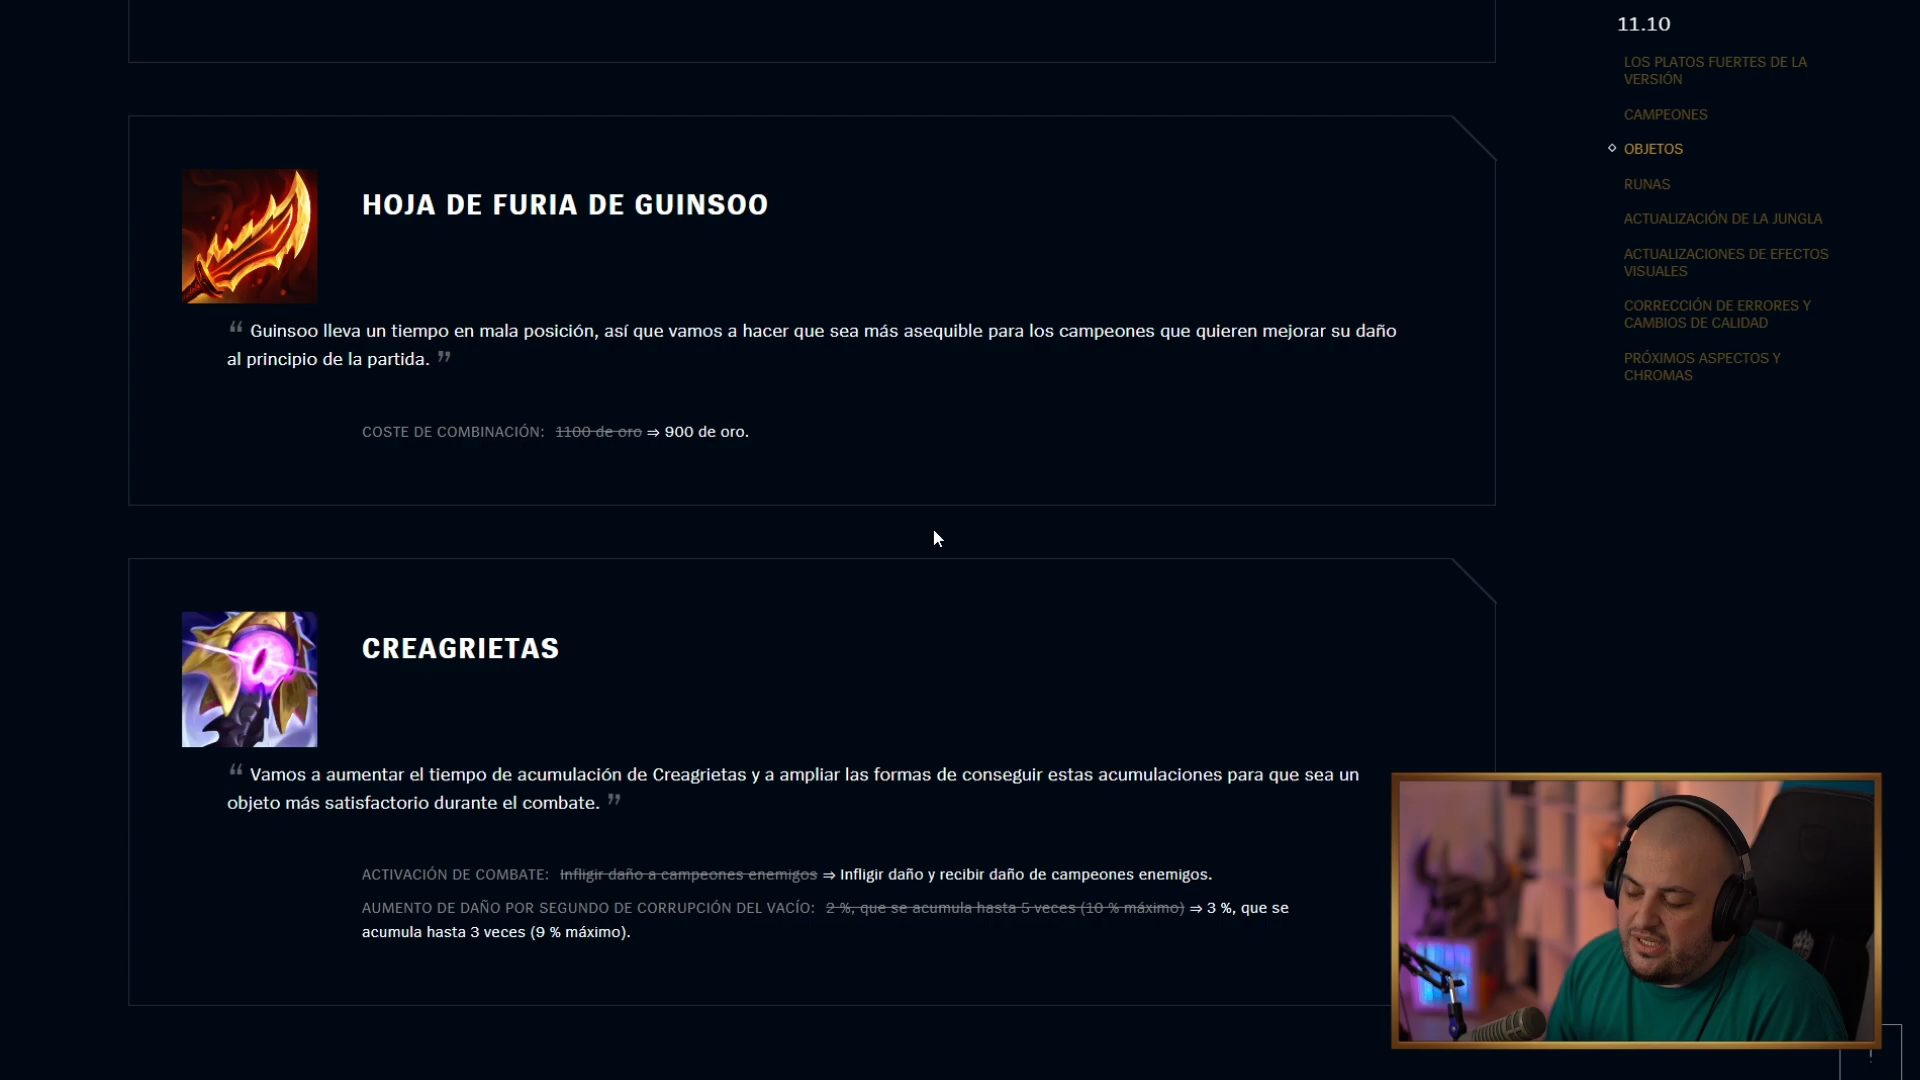 11.10
LOS PLATOS FUERTES DE LA
VERSIÓN
CAMPEONES
OBJETOS
RUNAS
ACTUALIZACIÓN DE LA JUNGLA
ACTUALIZACIONES DE EFECTOS
VISUALES
CORRECCIÓN DE ERRORES Y
CAMBIOS DE CALIDAD
PRÓXIMOS ASPECTOS Y
CHROMAS
HOJA DE FURIA DE GUINSOO
“ Guinsoo lleva un tiempo en mala posición, así que vamos a hacer que sea más asequible para los campeones que quieren mejorar su daño
al principio de la partida. ”
COSTE DE COMBINACIÓN: 1100 de oro ⇒ 900 de oro.
CREAGRIETAS
“ Vamos a aumentar el tiempo de acumulación de Creagrietas y a ampliar las formas de conseguir estas acumulaciones para que sea un
objeto más satisfactorio durante el combate. ”
ACTIVACIÓN DE COMBATE: Infligir daño a campeones enemigos ⇒ Infligir daño y recibir daño de campeones enemigos.
AUMENTO DE DAÑO POR SEGUNDO DE CORRUPCIÓN DEL VACÍO: 2 %, que se acumula hasta 5 veces (10 % máximo) ⇒ 3 %, que se
acumula hasta 3 veces (9 % máximo).